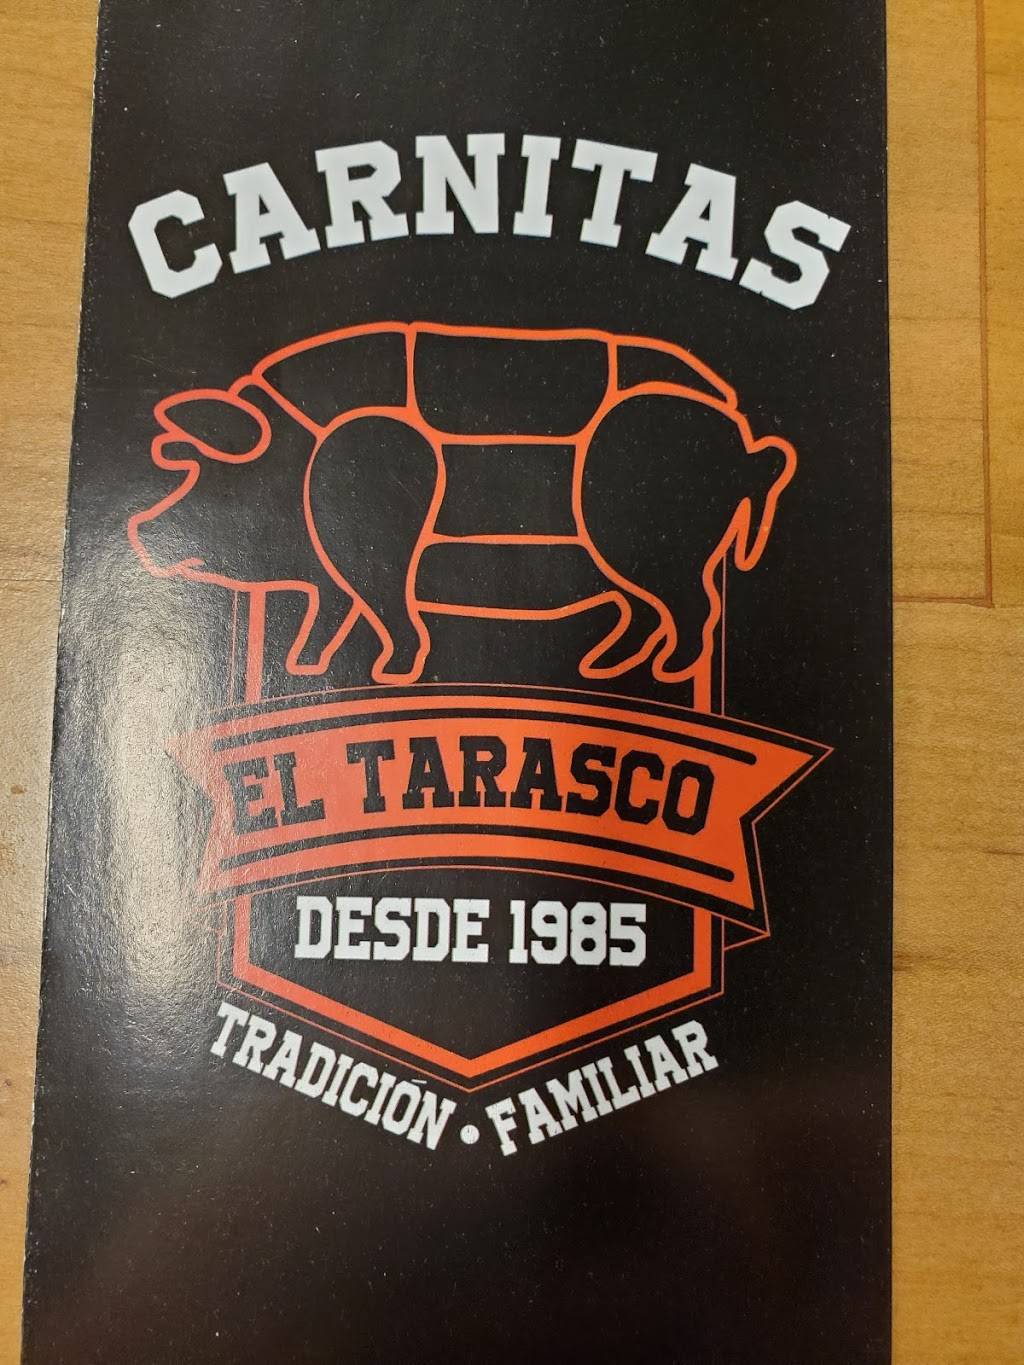 CARNITAS
EL TARASCO
DESDE 1985
TRADICIÓN • FAMILIAR